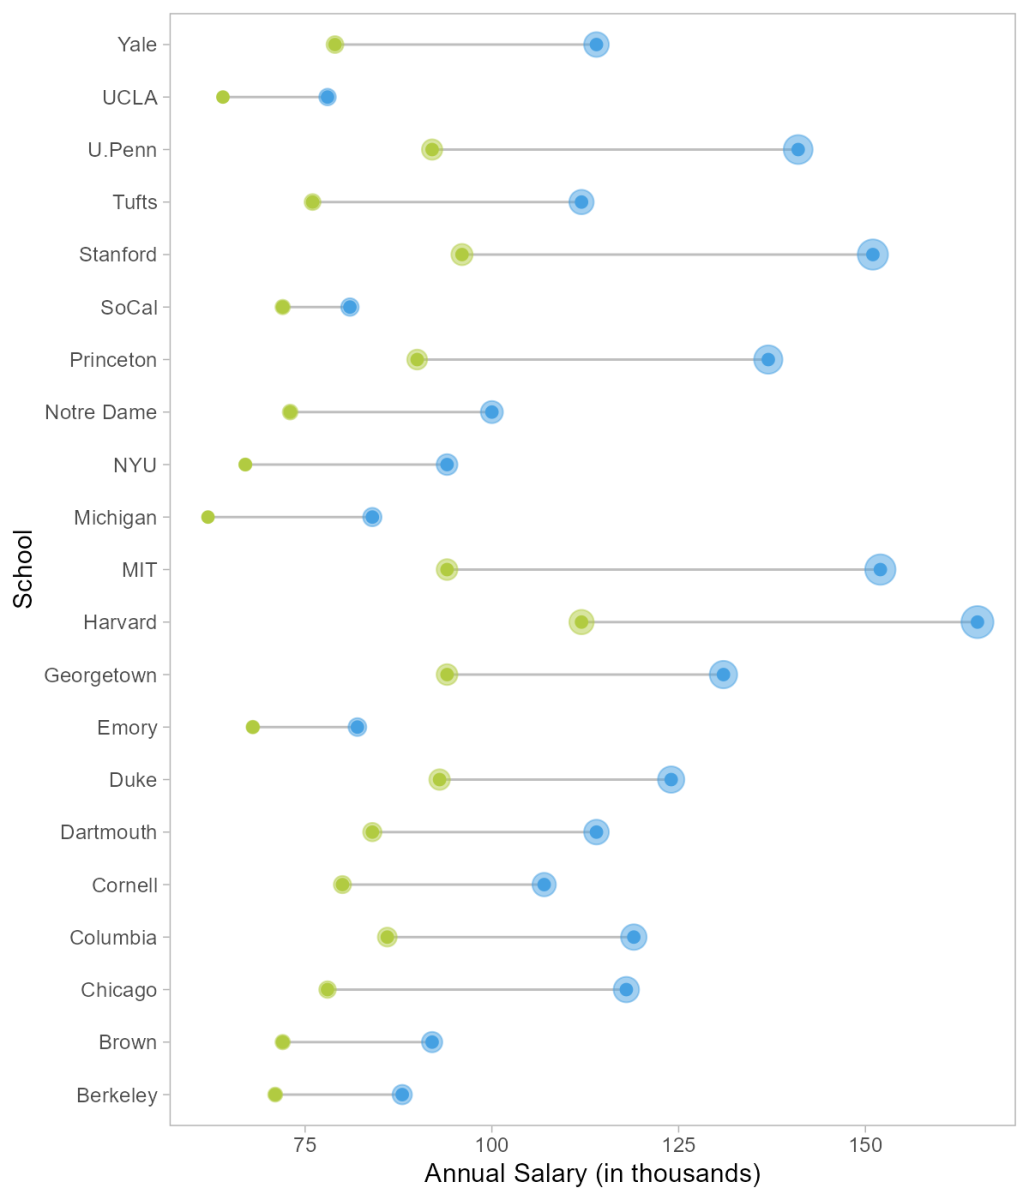 Yale
UCLA
U.Penn
Tufts
Stanford
SoCal
Princeton
Notre Dame
NYU
Michigan
MIT
Harvard
Georgetown
Emory
Duke
Dartmouth
Cornell
Columbia
Chicago
Brown
Berkeley
School
75 100 125 150
Annual Salary (in thousands)